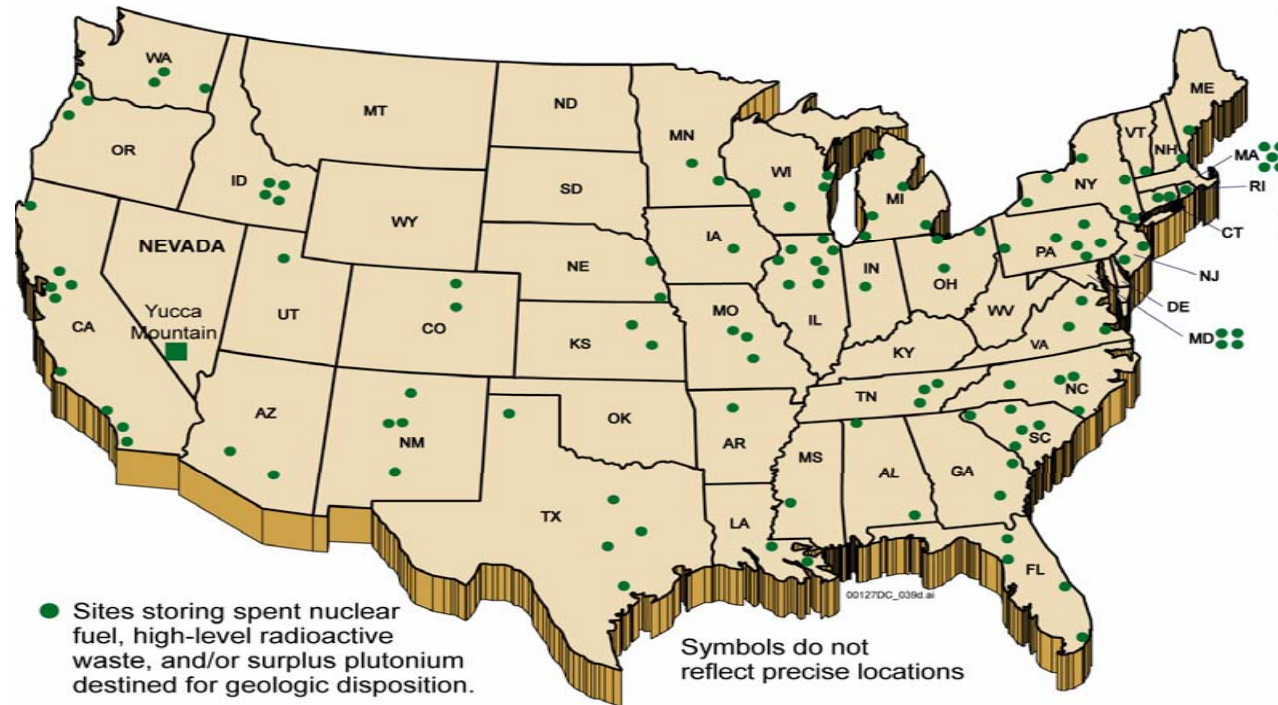 WA
MT
ND
ME
MN
VT
NH
OR
ID
SD
WI
MI
NY
MA
RI
WY
CT
NEVADA
IA
NE
PA
NJ
IN
OH
DE
Yucca
Mountain
UT
CO
IL
WV
MD
CA
KS
MO
KY
VA
TN
NC
AZ
NM
OK
AR
SC
MS
AL
GA
TX
LA
FL
00127DC_039d.ai
Sites storing spent nuclear
fuel, high-level radioactive
waste, and/or surplus plutonium
destined for geologic disposition.
Symbols do not
reflect precise locations